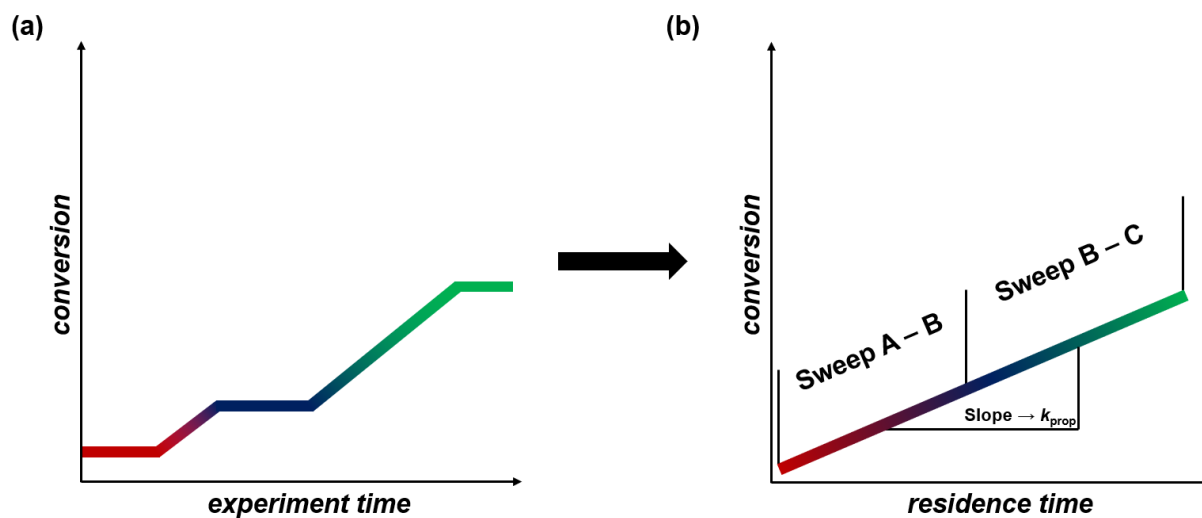 (a)
conversion
experiment time
(b)
conversion
Sweep A – B
Sweep B – C
Slope → kprop
residence time